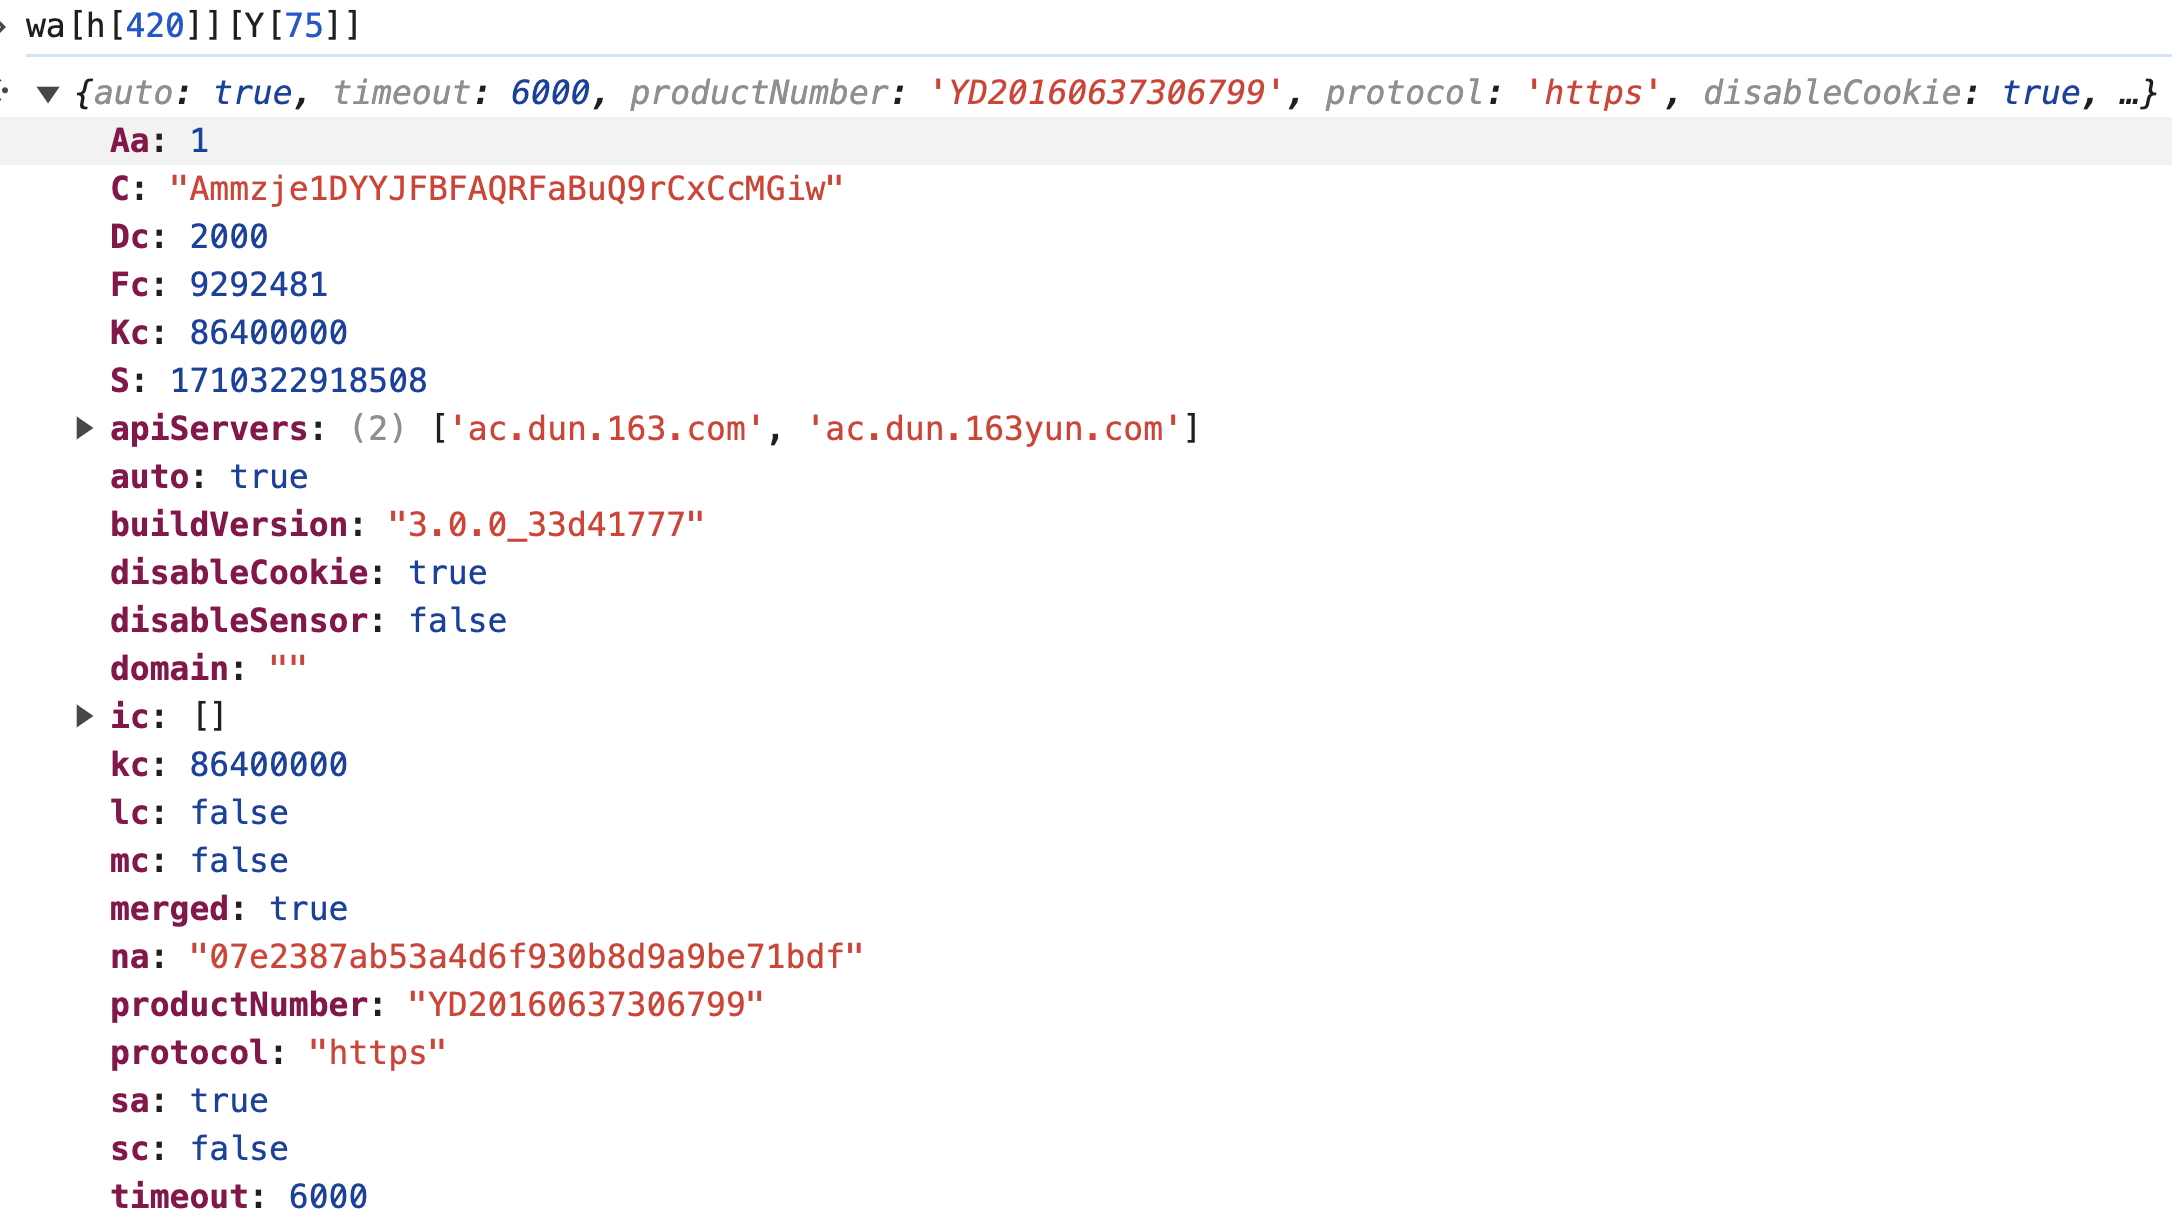 wa[h[420]][Y[75]]
{auto: true, timeout: 6000, productNumber: 'YD20160637306799', protocol: 'https', disableCookie: true, …}
Aa: 1
C: "Ammzje1DYYJFBFAQRFaBuQ9rCxCcMGiw"
Dc: 2000
Fc: 9292481
Kc: 86400000
S: 1710322918508
apiServers: (2) ['ac.dun.163.com', 'ac.dun.163yun.com']
auto: true
buildVersion: "3.0.0_33d41777"
disableCookie: true
disableSensor: false
domain: ""
ic: []
kc: 86400000
lc: false
mc: false
merged: true
na: "07e2387ab53a4d6f930b8d9a9be71bdf"
productNumber: "YD20160637306799"
protocol: "https"
sa: true
sc: false
timeout: 6000